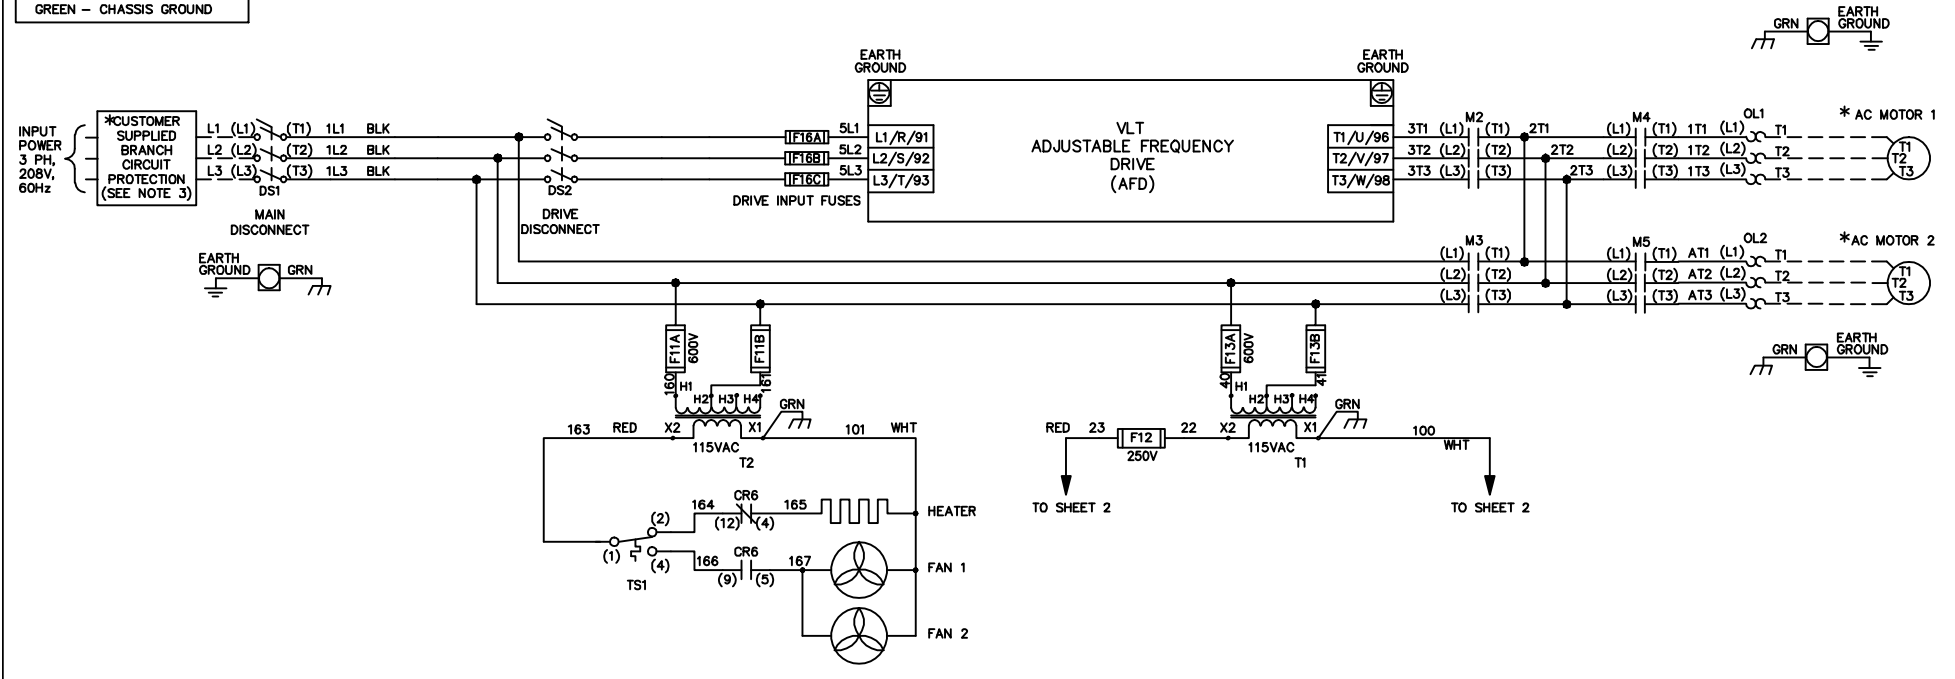 GREEN – CHASSIS GROUND
GRN
EARTH
GROUND
EARTH
GROUND
EARTH
GROUND
INPUT
POWER
3 PH,
208V,
60Hz
*CUSTOMER
SUPPLIED
BRANCH
CIRCUIT
PROTECTION
(SEE NOTE 3)
L1 (L1) (T1) 1L1 BLK
L2 (L2) (T2) 1L2 BLK
L3 (L3) (T3) 1L3 BLK
DS1
MAIN
DISCONNECT
DS2
DRIVE
DISCONNECT
F16A 5L1 L1/R/91
F16B 5L2 L2/S/92
F16C 5L3 L3/T/93
DRIVE INPUT FUSES
VLT
ADJUSTABLE FREQUENCY
DRIVE
(AFD)
M2 M4 OL1 * AC MOTOR 1
T1/U/96 3T1 (L1) (T1) 2T1 (L1) (T1) 1T1 (L1) T1
T2/V/97 3T2 (L2) (T2) 2T2 (L2) (T2) 1T2 (L2) T2
T3/W/98 3T3 (L3) (T3) 2T3 (L3) (T3) 1T3 (L3) T3
T1
T2
T3
EARTH
GROUND GRN
M3 M5 OL2 *AC MOTOR 2
(L1) (T1) (L1) (T1) AT1 (L1) T1
(L2) (T2) (L2) (T2) AT2 (L2) T2
(L3) (T3) (L3) (T3) AT3 (L3) T3
T1
T2
T3
GRN
EARTH
GROUND
F11A
600V
F11B
160
161
H1
H2 H3 H4
GRN
163 RED X2 X1 101 WHT
115VAC
T2
F13A
600V
F13B
40
41
H1
H2 H3 H4
GRN
RED 23 F12 22 X2 X1 100
WHT
250V
115VAC
T1
TO SHEET 2
TO SHEET 2
CR6
164 165
(12) (4)
HEATER
(2)
(1)
(4)
TS1
CR6
166 167
(9) (5)
FAN 1
FAN 2